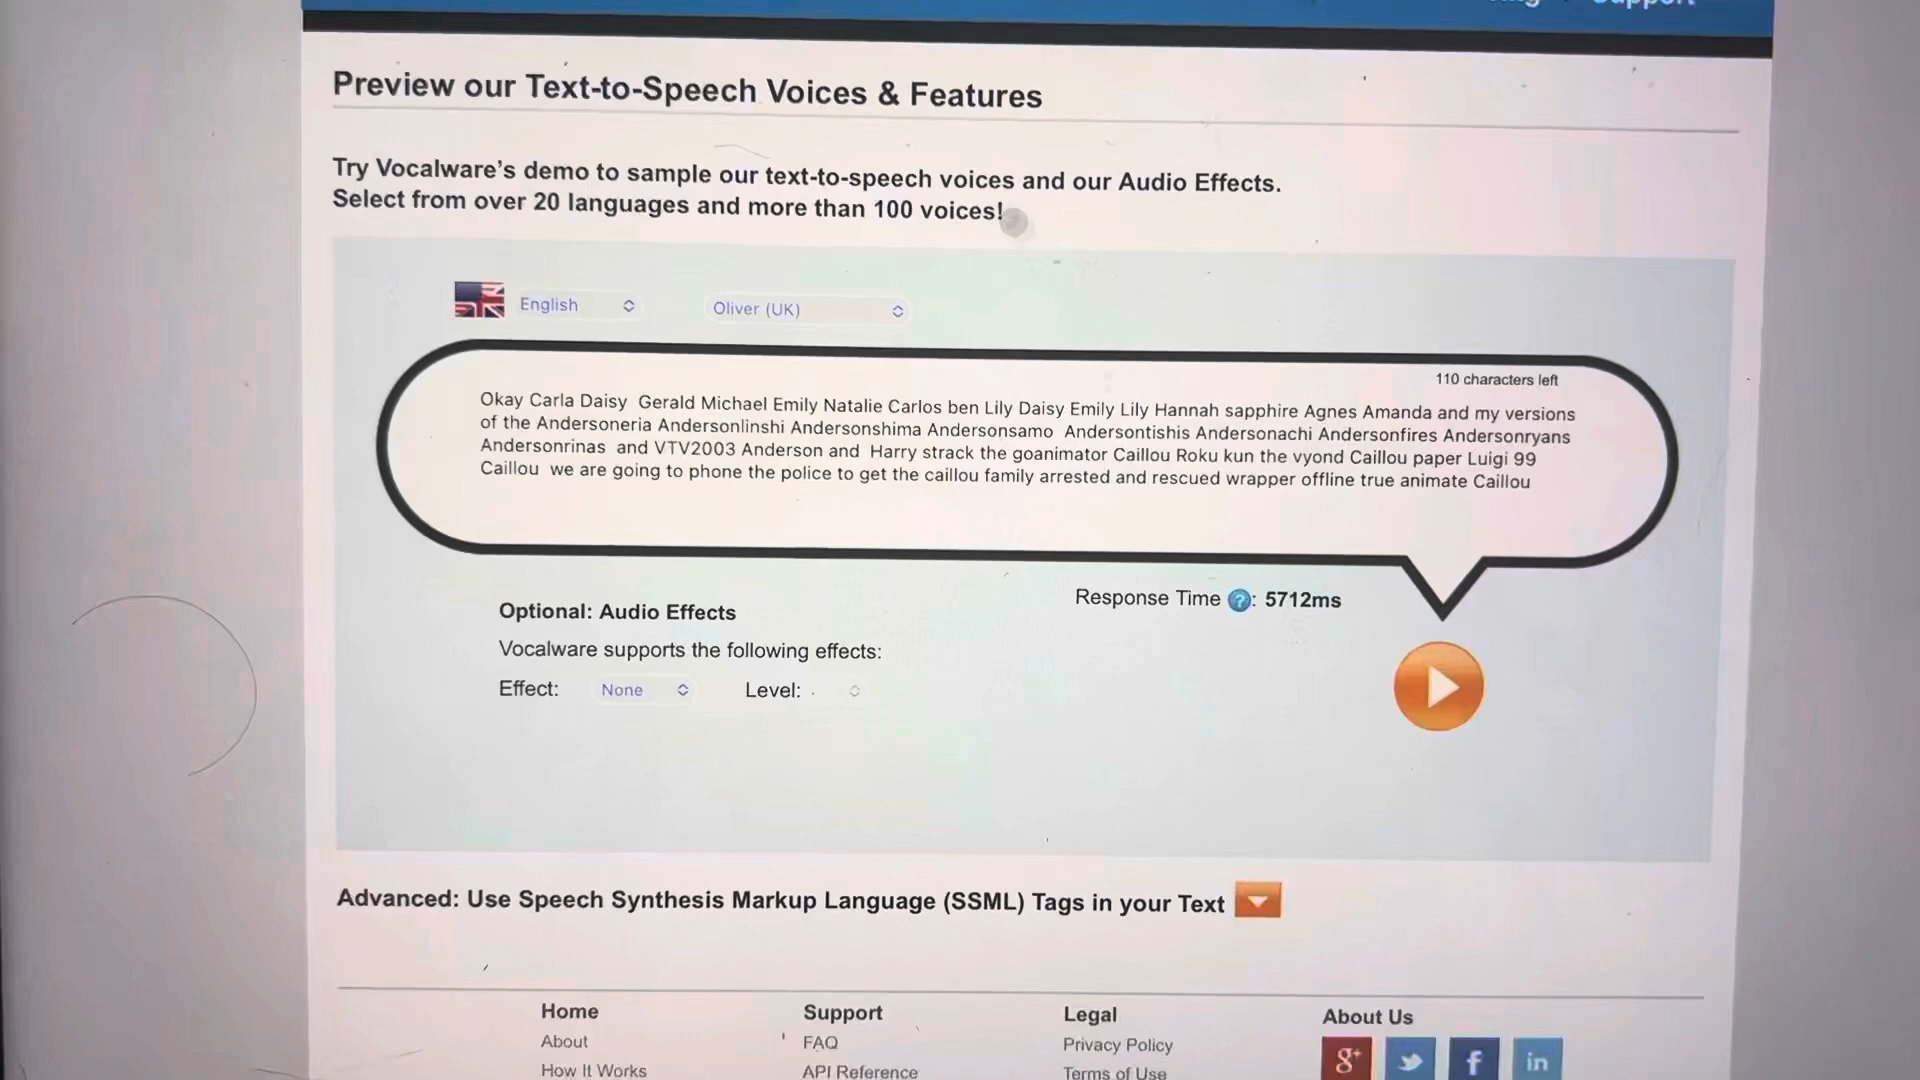 Preview our Text-to-Speech Voices & Features
Try Vocalware's demo to sample our text-to-speech voices and our Audio Effects.
Select from over 20 languages and more than 100 voices!
English
Oliver (UK)
110 characters left
Okay Carla Daisy  Gerald Michael Emily Natalie Carlos ben Lily Daisy Emily Lily Hannah sapphire Agnes Amanda and my versions
of the Andersoneria Andersonlinshi Andersonshima Andersonsamo  Andersontishis Andersonachi Andersonfires Andersonryans
Andersonrinas  and VTV2003 Anderson and  Harry strack the goanimator Caillou Roku kun the vyond Caillou paper Luigi 99
Caillou  we are going to phone the police to get the caillou family arrested and rescued wrapper offline true animate Caillou
Response Time ?: 5712ms
Optional: Audio Effects
Vocalware supports the following effects:
Effect: None Level:
Advanced: Use Speech Synthesis Markup Language (SSML) Tags in your Text
Home
About
How It Works
Support
FAQ
API Reference
Legal
Privacy Policy
Terms of Use
About Us
g+
f
in